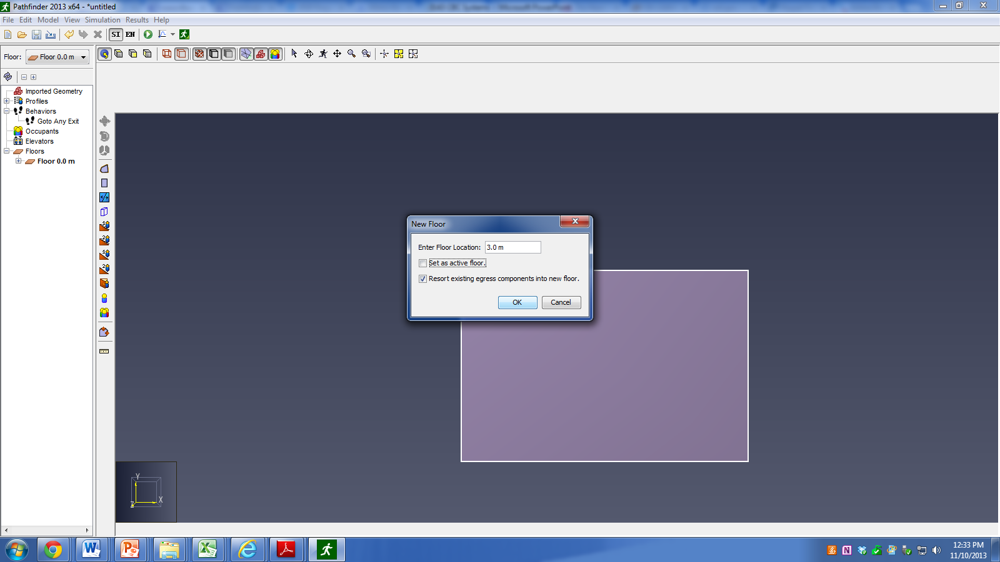 Pathfinder 2013 x64 - *untitled
File Edit Model View Simulation Results Help
SI EN
Floor: Floor 0.0 m
Imported Geometry
Profiles
Behaviors
Goto Any Exit
Occupants
Elevators
Floors
Floor 0.0 m
New Floor
Enter Floor Location: 3.0 m
Set as active floor.
Resort existing egress components into new floor.
OK Cancel
Y
X
Z
12:33 PM
11/10/2013